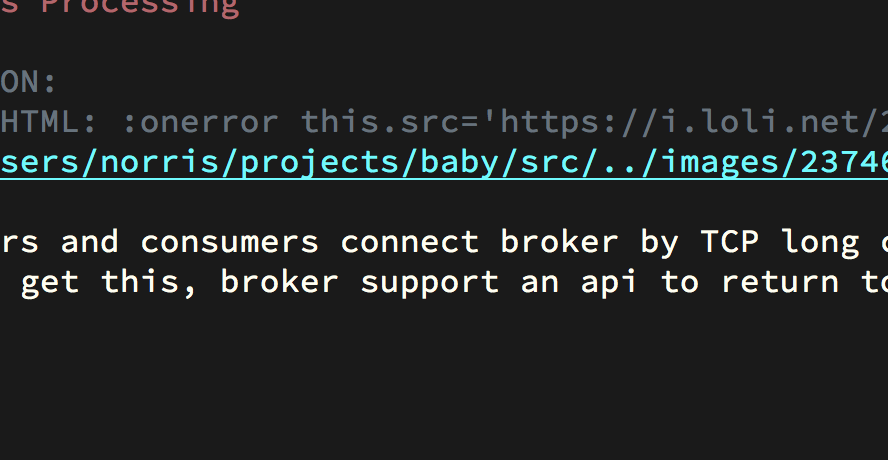 s Processing
ON:
HTML: :onerror this.src='https://i.loli.net/2
sers/norris/projects/baby/src/../images/23746
rs and consumers connect broker by TCP long c
get this, broker support an api to return to